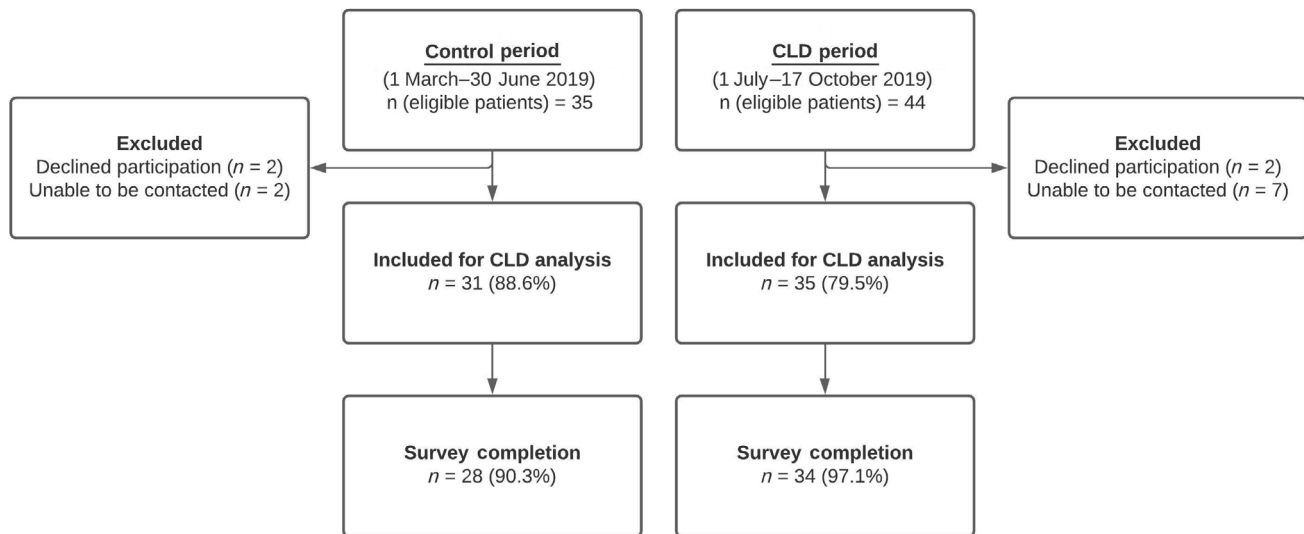 Control period
(1 March–30 June 2019)
n (eligible patients) = 35
CLD period
(1 July–17 October 2019)
n (eligible patients) = 44
Excluded
Declined participation (n = 2)
Unable to be contacted (n = 2)
Excluded
Declined participation (n = 2)
Unable to be contacted (n = 7)
Included for CLD analysis
n = 31 (88.6%)
Included for CLD analysis
n = 35 (79.5%)
Survey completion
n = 28 (90.3%)
Survey completion
n = 34 (97.1%)